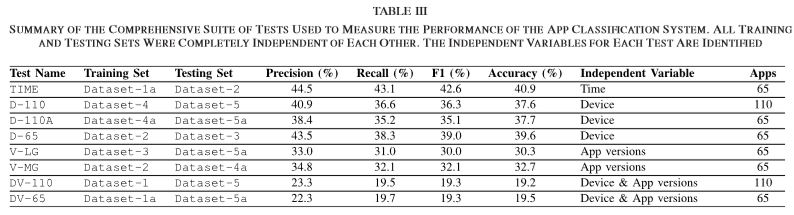 TABLE III
SUMMARY OF THE COMPREHENSIVE SUITE OF TESTS USED TO MEASURE THE PERFORMANCE OF THE APP CLASSIFICATION SYSTEM. ALL TRAINING
AND TESTING SETS WERE COMPLETELY INDEPENDENT OF EACH OTHER. THE INDEPENDENT VARIABLES FOR EACH TEST ARE IDENTIFIED
Test Name Training Set Testing Set Precision (%) Recall (%) F1 (%) Accuracy (%) Independent Variable Apps
TIME Dataset-1a Dataset-2 44.5 43.1 42.6 40.9 Time 65
D-110 Dataset-4 Dataset-5 40.9 36.6 36.3 37.6 Device 110
D-110A Dataset-4a Dataset-5a 38.4 35.2 35.1 37.7 Device 65
D-65 Dataset-2 Dataset-3 43.5 38.3 39.0 39.6 Device 65
V-LG Dataset-3 Dataset-5a 33.0 31.0 30.0 30.3 App versions 65
V-MG Dataset-2 Dataset-4a 34.8 32.1 32.1 32.7 App versions 65
DV-110 Dataset-1 Dataset-5 23.3 19.5 19.3 19.2 Device & App versions 110
DV-65 Dataset-1a Dataset-5a 22.3 19.7 19.3 19.5 Device & App versions 65